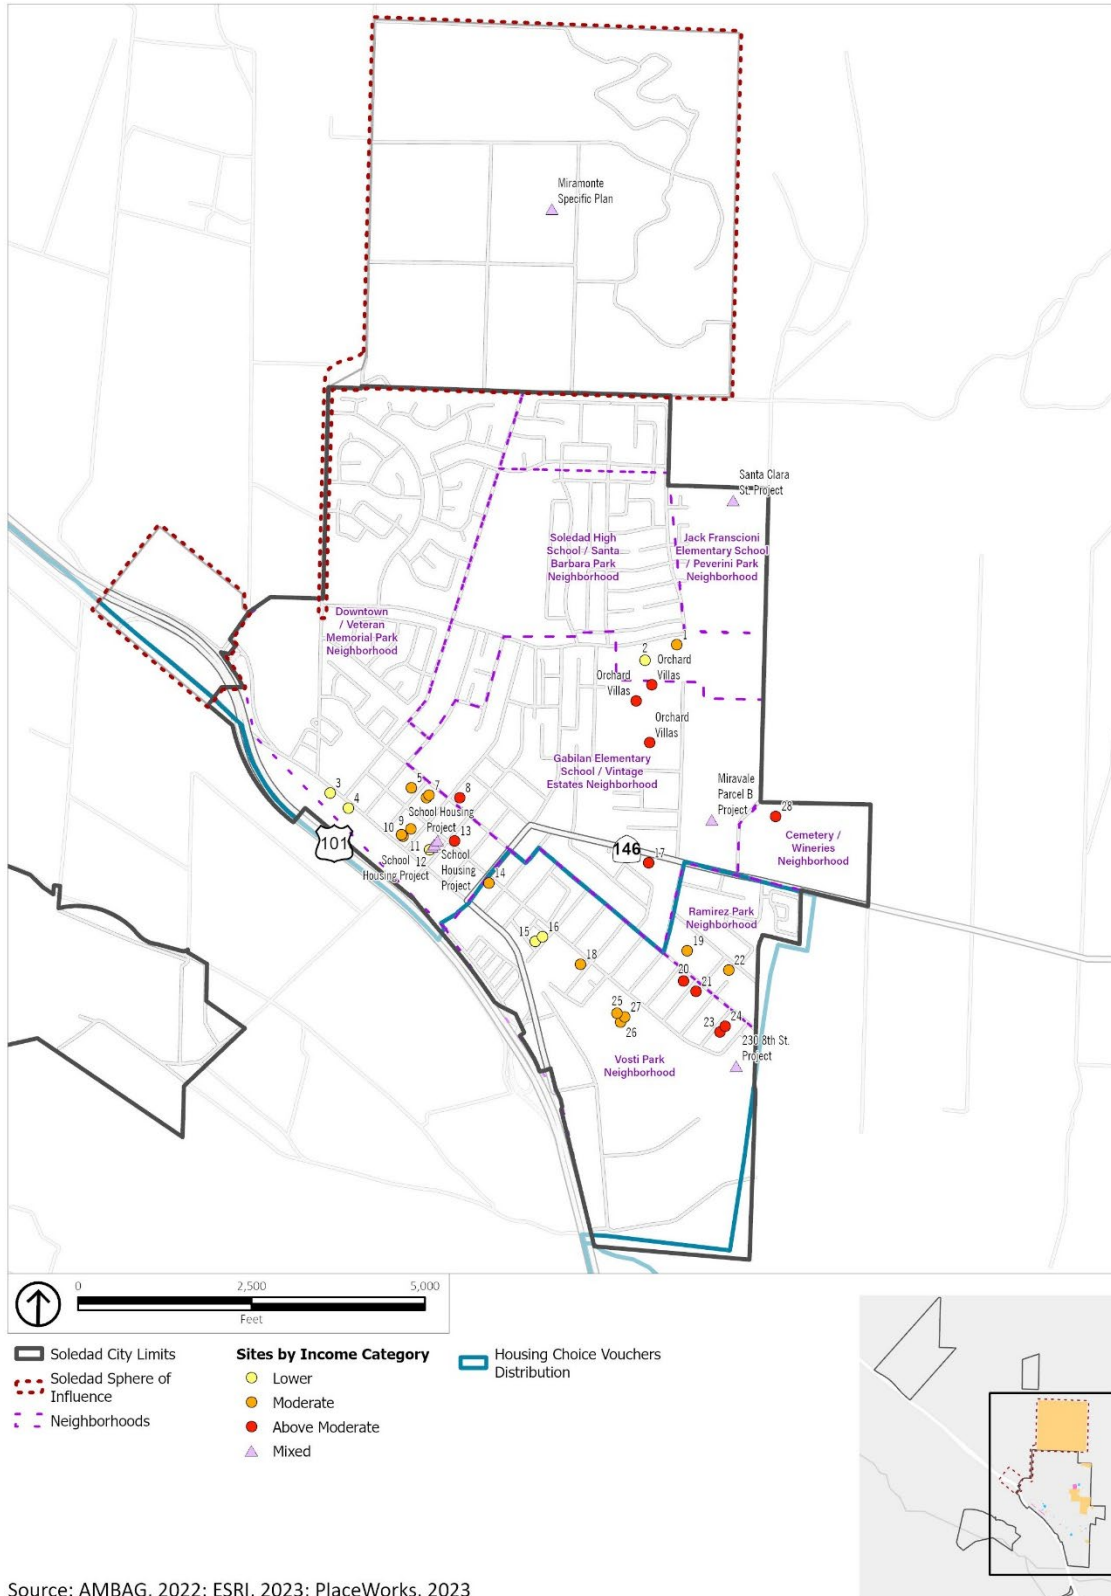 Miramonte
Specific Plan
Santa Clara
St. Project
Soledad High
School / Santa
Barbara Park
Neighborhood
Jack Franscioni
Elementary School
/ Peverini Park
Neighborhood
Downtown
/ Veteran
Memorial Park
Neighborhood
1
2
Orchard
Villas
Orchard
Villas
Orchard
Villas
Gabilan Elementary
School / Vintage
Estates Neighborhood
Miravale
Parcel B
Project
28
Cemetery /
Wineries
Neighborhood
3
4
5
7
8
School Housing
Project
9
10
13
11
12
School
Housing Project
School
Housing
Project
101
146
17
14
Ramirez Park
Neighborhood
15
16
18
19
22
20
21
25
27
26
23
24
230 8th St.
Project
Vosti Park
Neighborhood
0
2,500
5,000
Feet
Soledad City Limits
Soledad Sphere of
Influence
Neighborhoods
Sites by Income Category
Lower
Moderate
Above Moderate
Mixed
Housing Choice Vouchers
Distribution
Source: AMBAG, 2022; ESRI, 2023; PlaceWorks, 2023